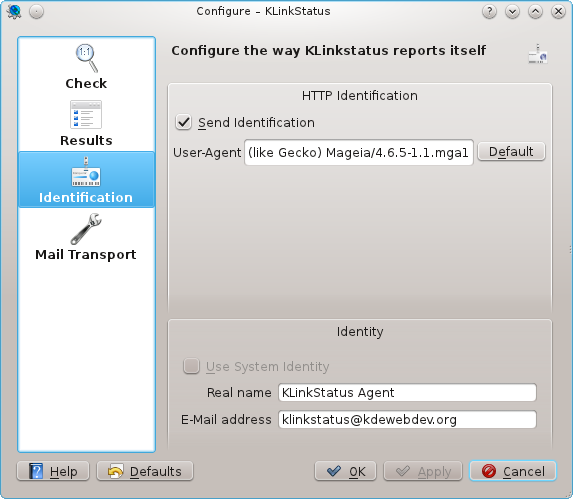 Configure – KLinkStatus
Configure the way KLinkstatus reports itself
1:1
Check
Results
Identification
Mail Transport
HTTP Identification
Send Identification
User-Agent (like Gecko) Mageia/4.6.5-1.1.mga1 Default
Identity
Use System Identity
Real name KLinkStatus Agent
E-Mail address klinkstatus@kdewebdev.org
Help Defaults OK Apply Cancel